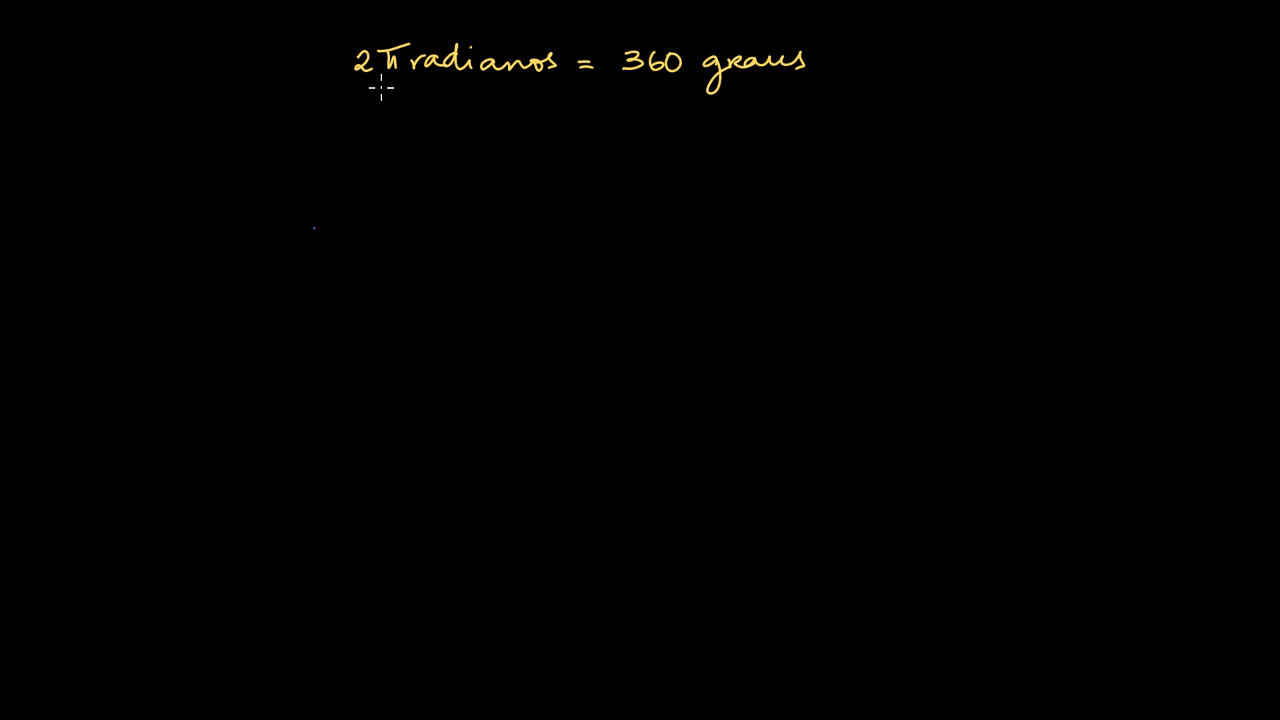 2π radianos = 360 graus